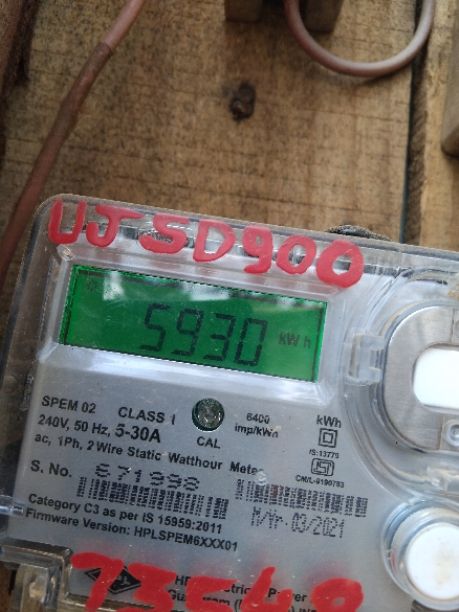 UJSD900
5930 kWh
SPEM 02 CLASS 1 6400 imp/kWh kWh
240V, 50 Hz, 5-30A CAL IS:13779
ac, 1Ph, 2 Wire Static Watthour Meter
S. No. 671998
Category C3 as per IS 15959:2011 M/Yr. 03/2021
Firmware Version: HPLSPEM6XXX01
Power